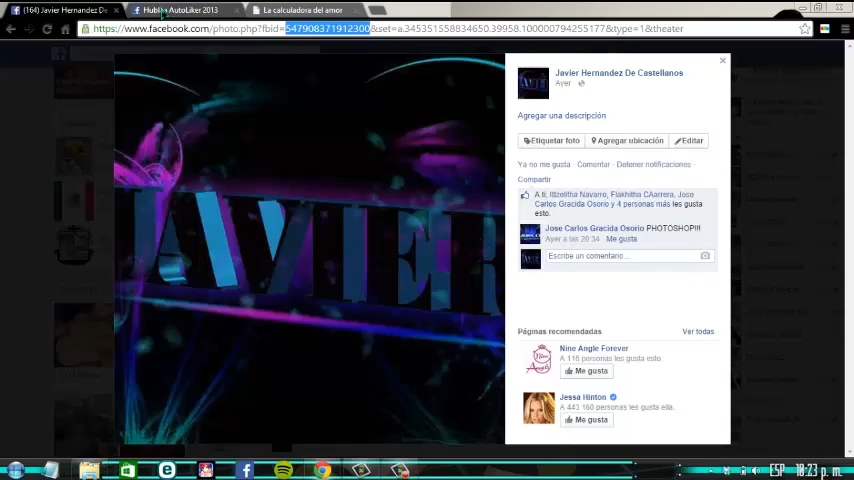 (164) Javier Hernandez De
Hublaa AutoLiker 2013
La calculadora del amor
https://www.facebook.com/photo.php?fbid=547908371912300&set=a.345351558834650.39958.100000794255177&type=1&theater
JAVIER
Javier Hernandez De Castellanos
Ayer
Agregar una descripción
Etiquetar foto
Agregar ubicación
Editar
Ya no me gusta · Comentar · Detener notificaciones ·
Compartir
A ti, Ittzelitha Navarro, Flakhitha CAarrera, Jose
Carlos Gracida Osorio y 4 personas más les gusta
esto.
Jose Carlos Gracida Osorio PHOTOSHOP!!!
Ayer a las 20:34 · Me gusta
Escribe un comentario...
Páginas recomendadas
Ver todas
Nine Angle Forever
A 116 personas les gusta esto.
Me gusta
Jessa Hinton
A 443 160 personas les gusta ella.
Me gusta
ESP
10:23 p.m.